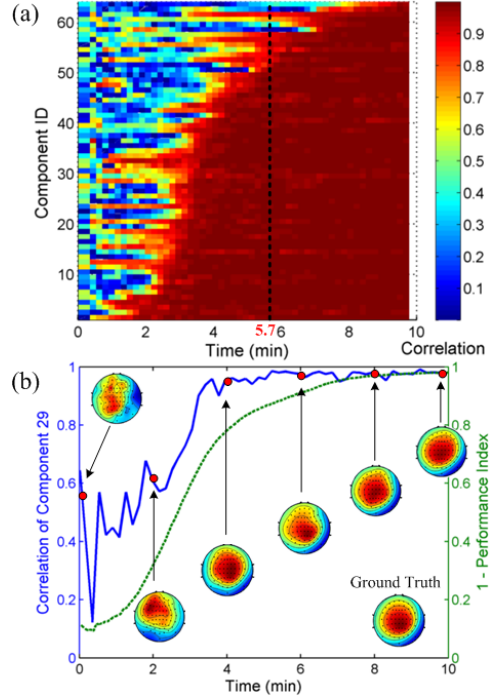 (a)
Component ID
60
50
40
30
20
10
0 2 4 5.7 6 8 10
Time (min)
0.9
0.8
0.7
0.6
0.5
0.4
0.3
0.2
0.1
Correlation
(b)
Correlation of Component 29
1
0.8
0.6
0.4
0.2
0
1 - Performance Index
1
0.8
0.6
0.4
0.2
0
Ground Truth
0 2 4 6 8 10
Time (min)